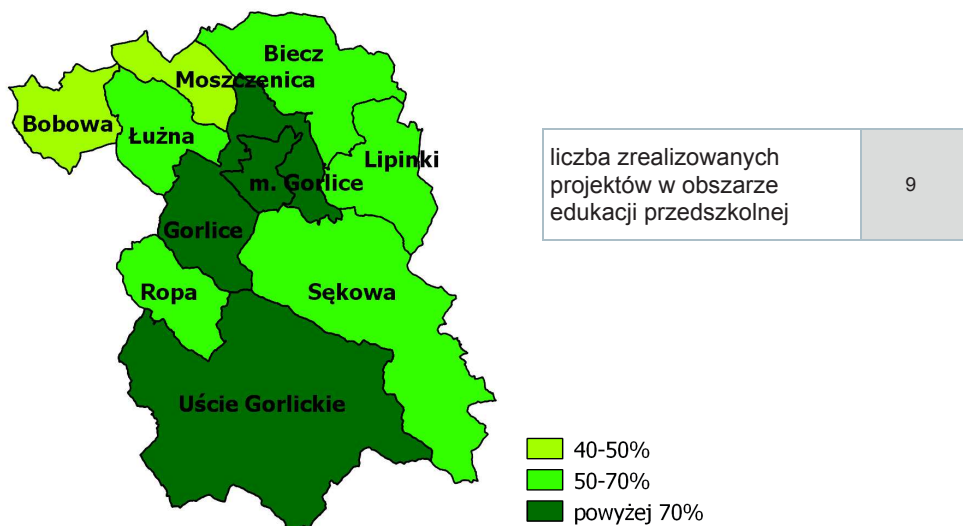 Biecz
Moszczenica
Bobowa
Łużna
Lipinki
m. Gorlice
Gorlice
Ropa
Sękowa
Uście Gorlickie
liczba zrealizowanych
projektów w obszarze
edukacji przedszkolnej
9
40-50%
50-70%
powyżej 70%